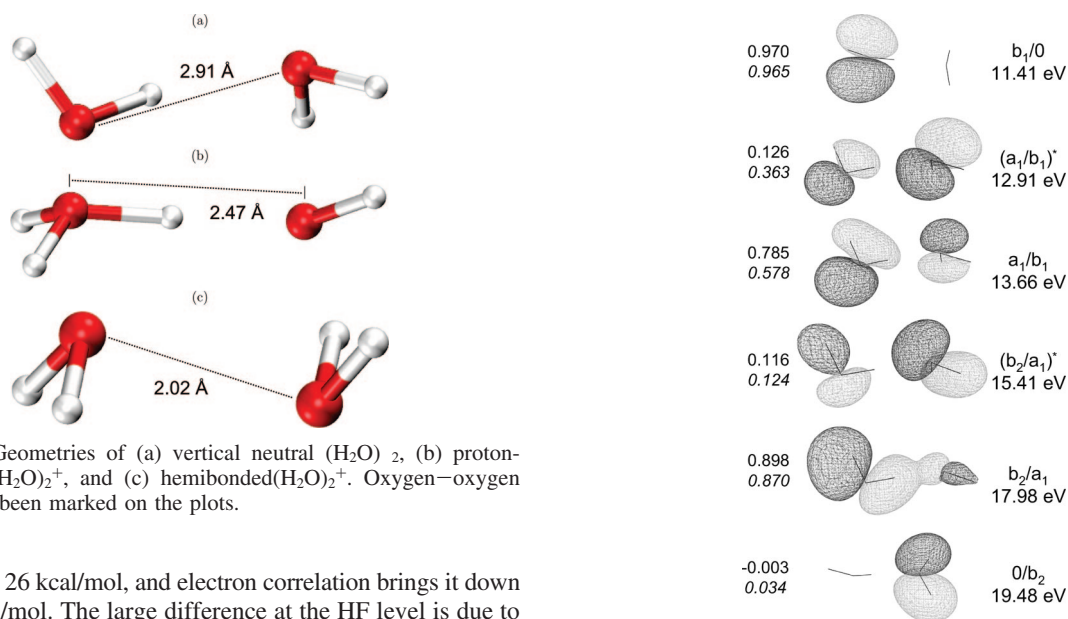 (a)
2.91 Å
(b)
2.47 Å
(c)
2.02 Å
Geometries of (a) vertical neutral (H₂O) ₂, (b) proton-
H₂O)₂⁺, and (c) hemibonded(H₂O)₂⁺. Oxygen−oxygen
been marked on the plots.
26 kcal/mol, and electron correlation brings it down
/mol. The large difference at the HF level is due to
0.970
0.965
b₁/0
11.41 eV
0.126
0.363
(a₁/b₁)*
12.91 eV
0.785
0.578
a₁/b₁
13.66 eV
0.116
0.124
(b₂/a₁)*
15.41 eV
0.898
0.870
b₂/a₁
17.98 eV
-0.003
0.034
0/b₂
19.48 eV